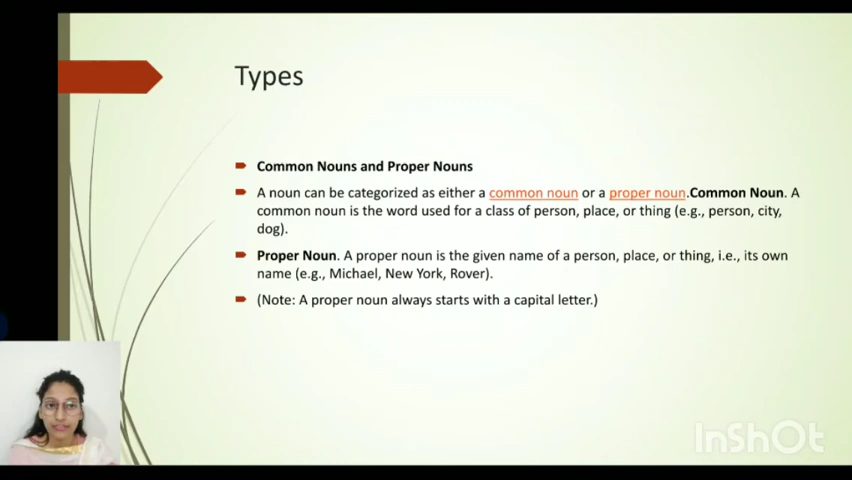 Types
Common Nouns and Proper Nouns
A noun can be categorized as either a common noun or a proper noun.Common Noun. A
common noun is the word used for a class of person, place, or thing (e.g., person, city,
dog).
Proper Noun. A proper noun is the given name of a person, place, or thing, i.e., its own
name (e.g., Michael, New York, Rover).
(Note: A proper noun always starts with a capital letter.)
InShOt